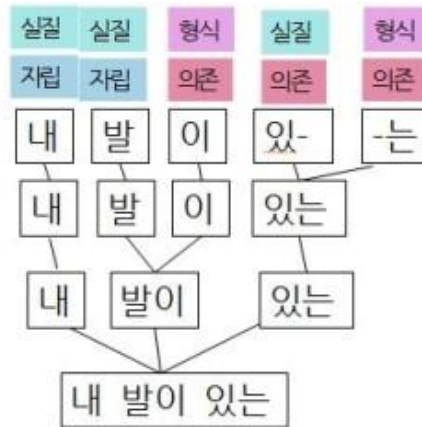 실질 실질 형식 실질 형식
자립 자립 의존 의존 의존
내 발 이 있- -는
내 발 이 있는
내 발이 있는
내 발이 있는